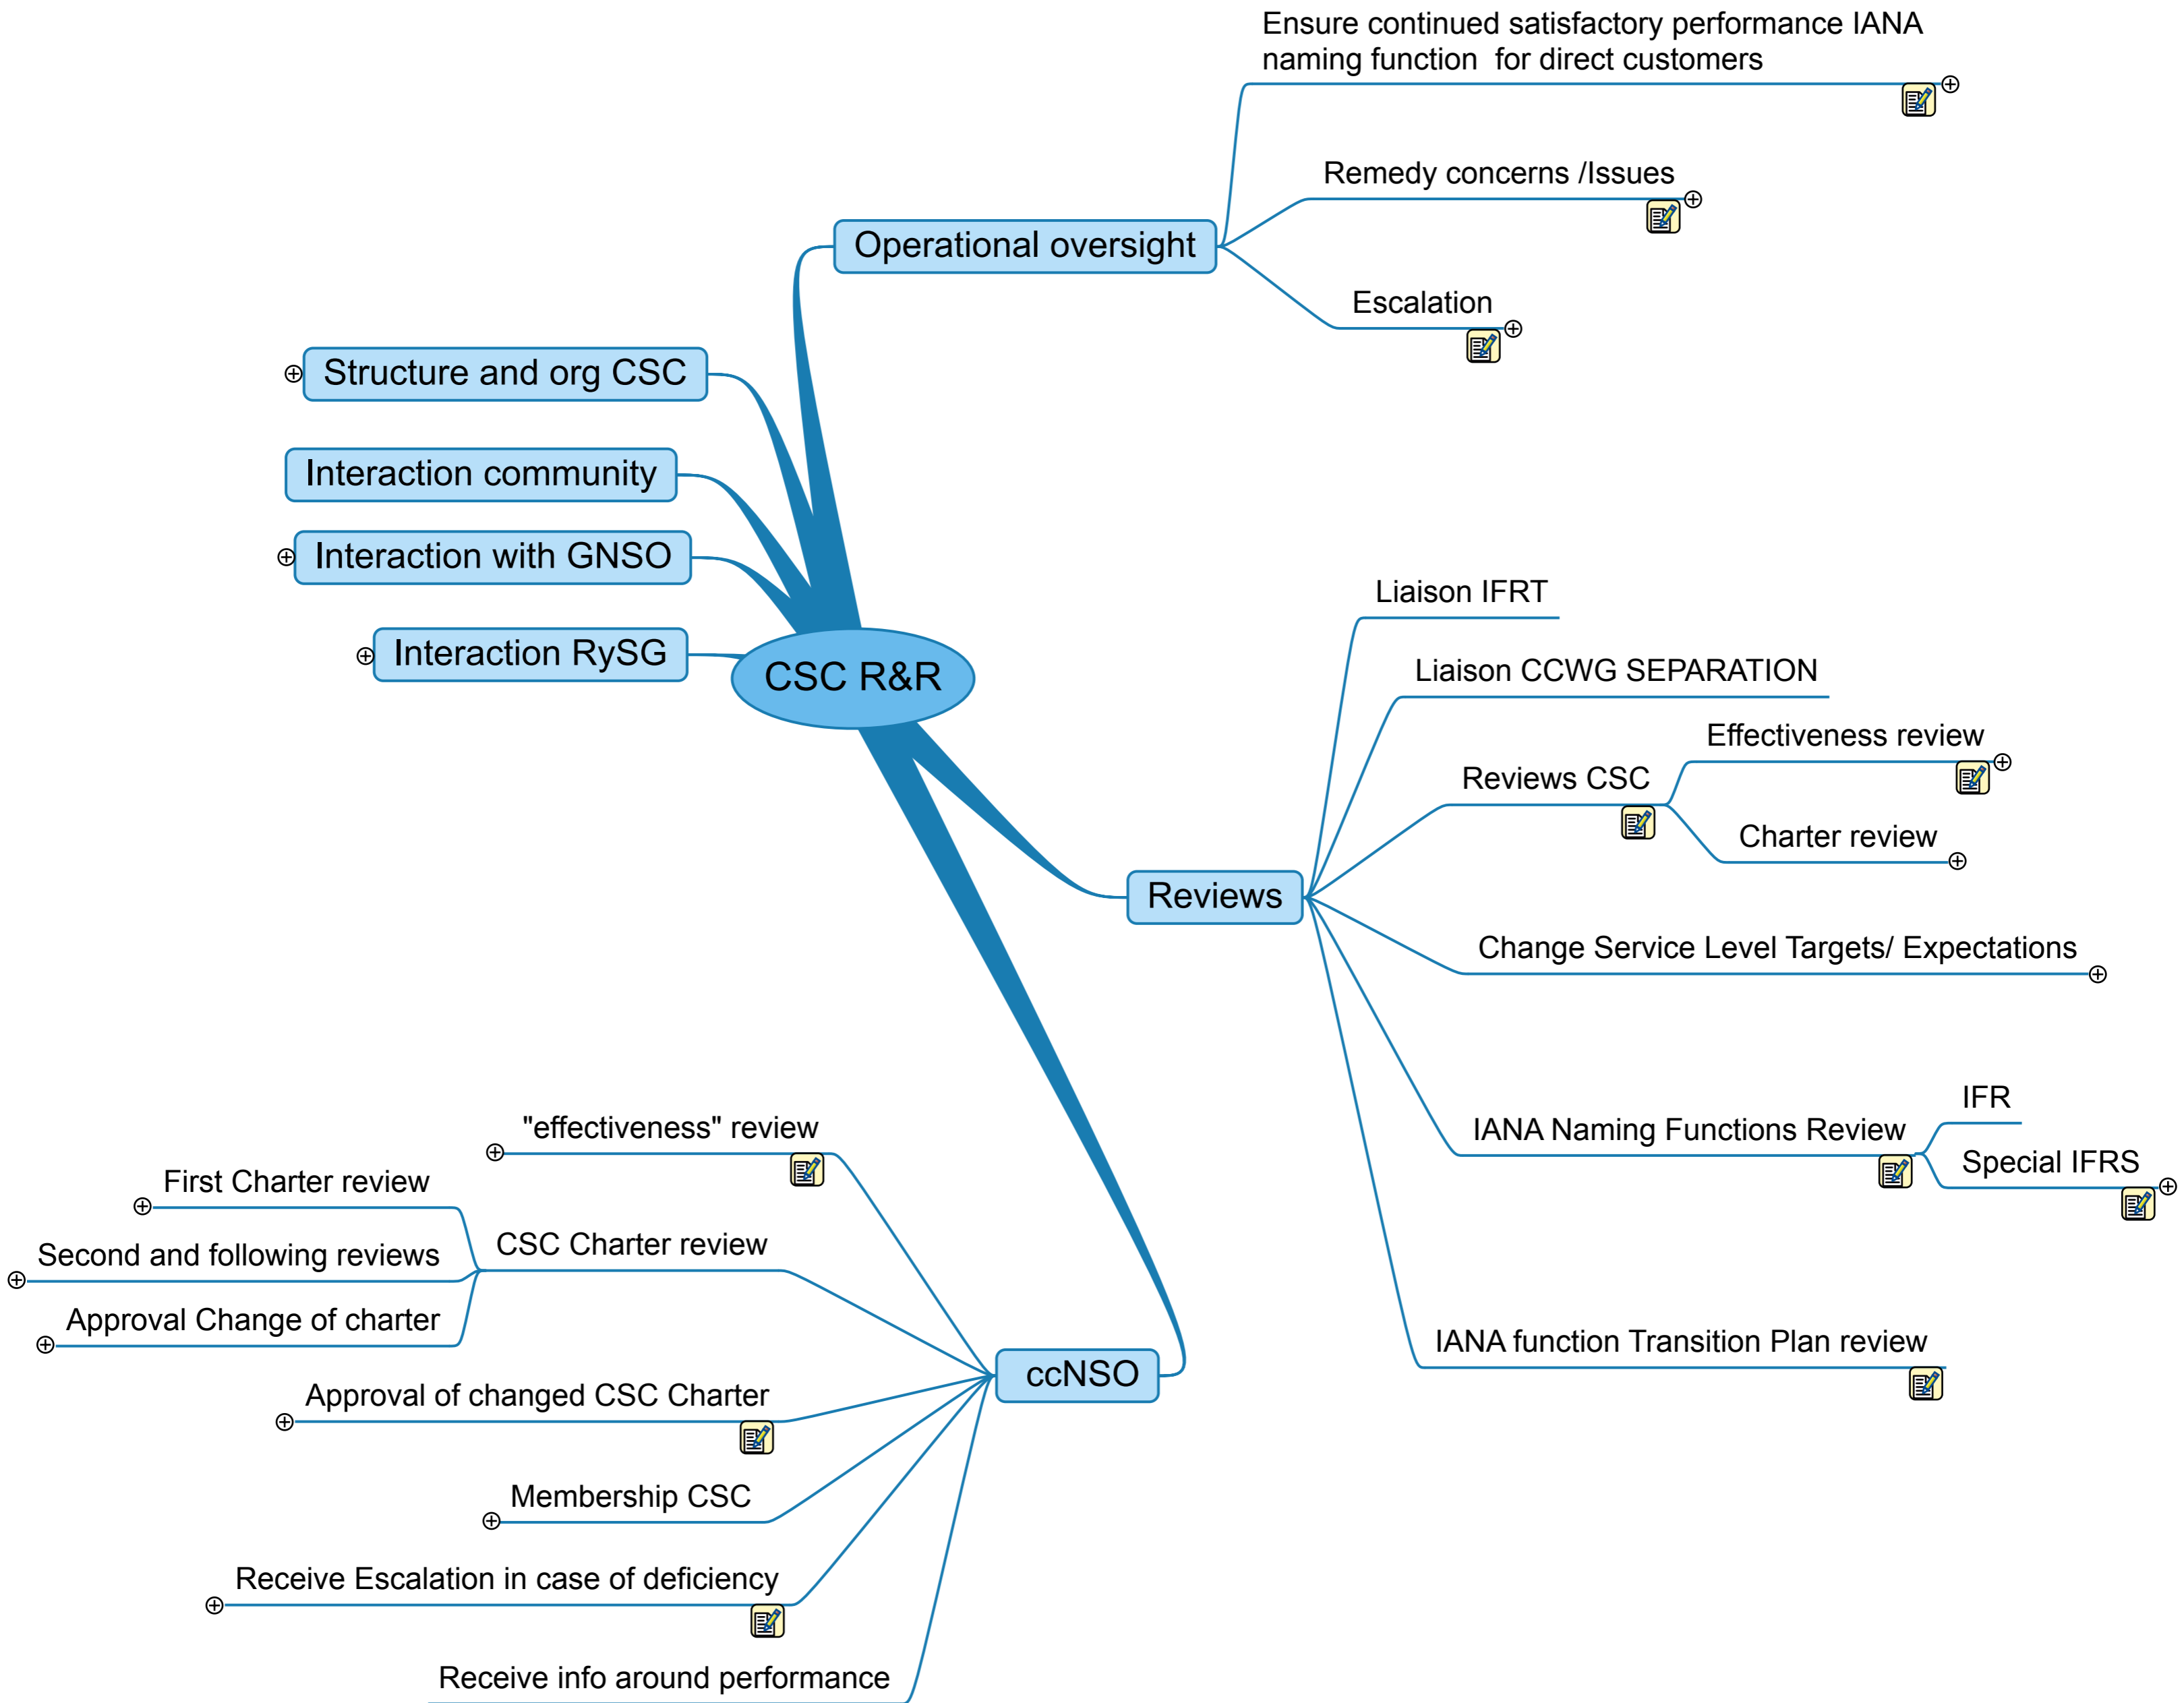 Ensure continued satisfactory performance IANA
naming function  for direct customers
Remedy concerns /Issues
Operational oversight
Escalation
Structure and org CSC
Interaction community
Interaction with GNSO
Interaction RySG
CSC R&R
Liaison IFRT
Liaison CCWG SEPARATION
Effectiveness review
Reviews CSC
Charter review
Reviews
Change Service Level Targets/ Expectations
IFR
IANA Naming Functions Review
Special IFRS
IANA function Transition Plan review
"effectiveness" review
First Charter review
CSC Charter review
Second and following reviews
Approval Change of charter
ccNSO
Approval of changed CSC Charter
Membership CSC
Receive Escalation in case of deficiency
Receive info around performance